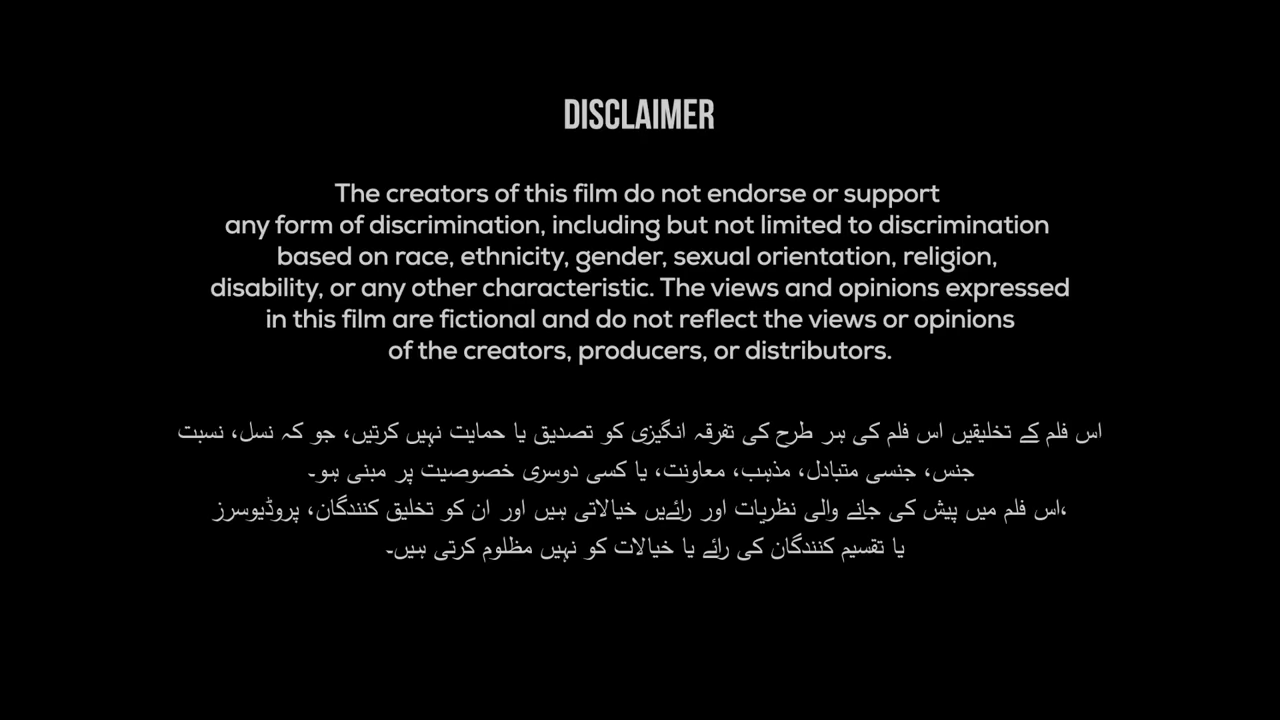 DISCLAIMER
The creators of this film do not endorse or support
any form of discrimination, including but not limited to discrimination
based on race, ethnicity, gender, sexual orientation, religion,
disability, or any other characteristic. The views and opinions expressed
in this film are fictional and do not reflect the views or opinions
of the creators, producers, or distributors.
اس فلم کے تخلیقیں اس فلم کی ہر طرح کی تفرقہ انگیزی کو تصدیق یا حمایت نہیں کرتیں، جو کہ نسل، نسبت
جنس، جنسی متبادل، مذہب، معاونت، یا کسی دوسری خصوصیت پر مبنی ہو۔
،اس فلم میں پیش کی جانے والی نظریات اور رائےیں خیالاتی ہیں اور ان کو تخلیق کنندگان، پروڈیوسرز
یا تقسیم کنندگان کی رائے یا خیالات کو نہیں مظلوم کرتی ہیں۔